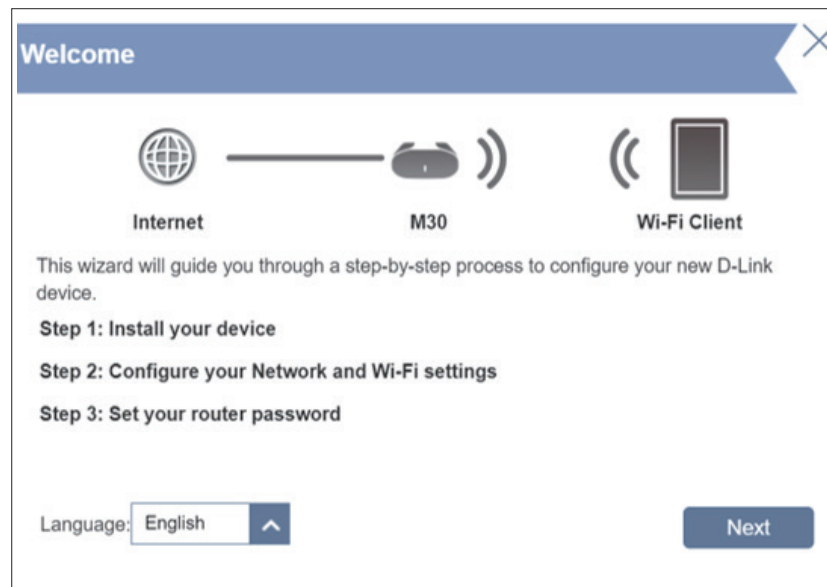 Welcome
Internet
M30
Wi-Fi Client
This wizard will guide you through a step-by-step process to configure your new D-Link
device.
Step 1: Install your device
Step 2: Configure your Network and Wi-Fi settings
Step 3: Set your router password
Language: English
Next